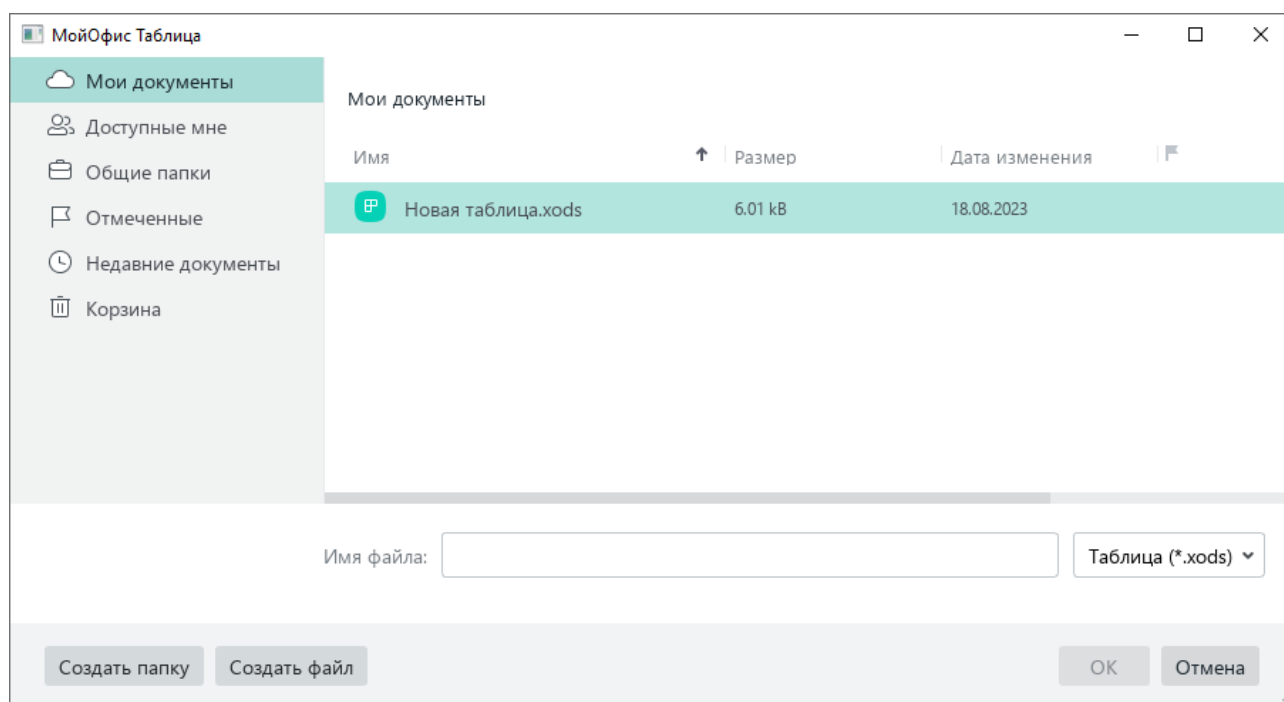 МойОфис Таблица
Мои документы
Доступные мне
Общие папки
Отмеченные
Недавние документы
Корзина
Мои документы
Имя Размер Дата изменения
Новая таблица.xods 6.01 kB 18.08.2023
Имя файла: Таблица (*.xods)
Создать папку Создать файл OK Отмена